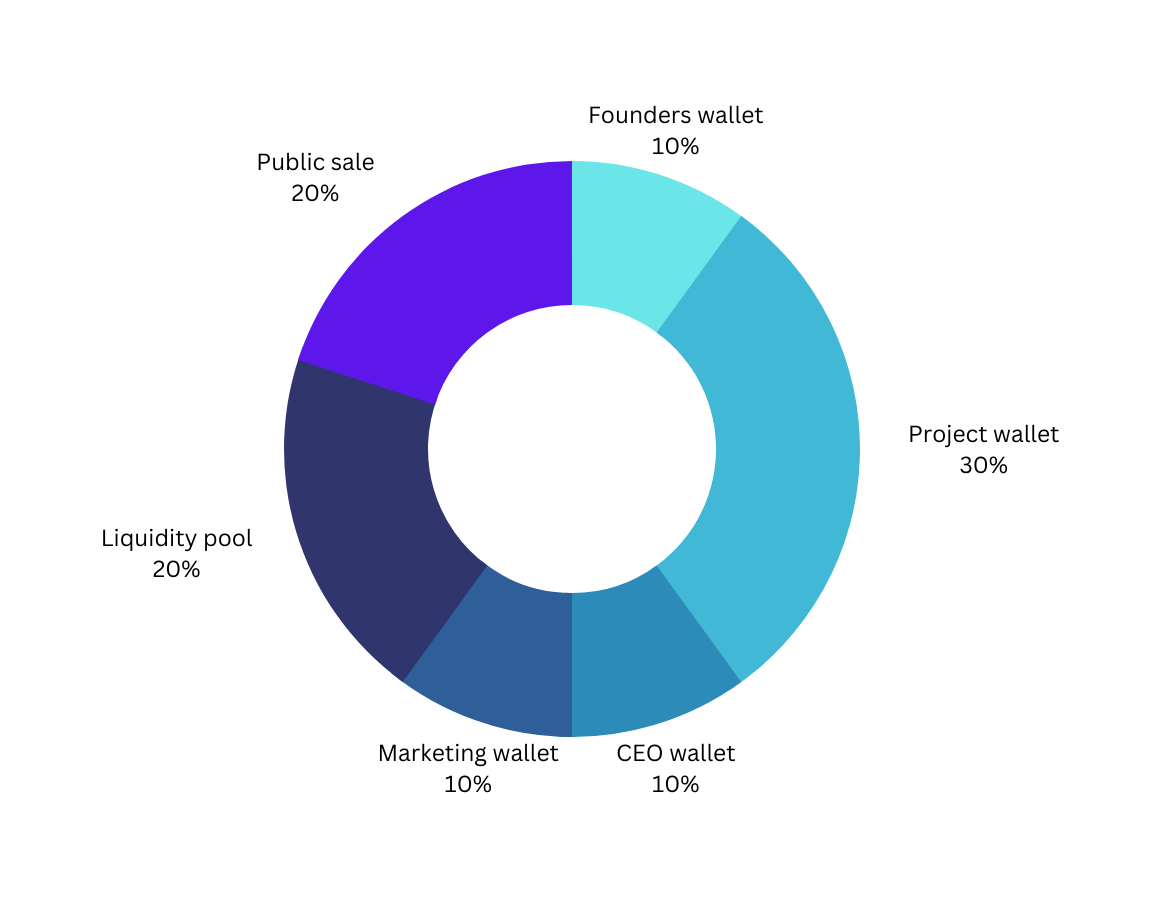 Founders wallet
10%
Public sale
20%
Project wallet
30%
Liquidity pool
20%
Marketing wallet
10%
CEO wallet
10%